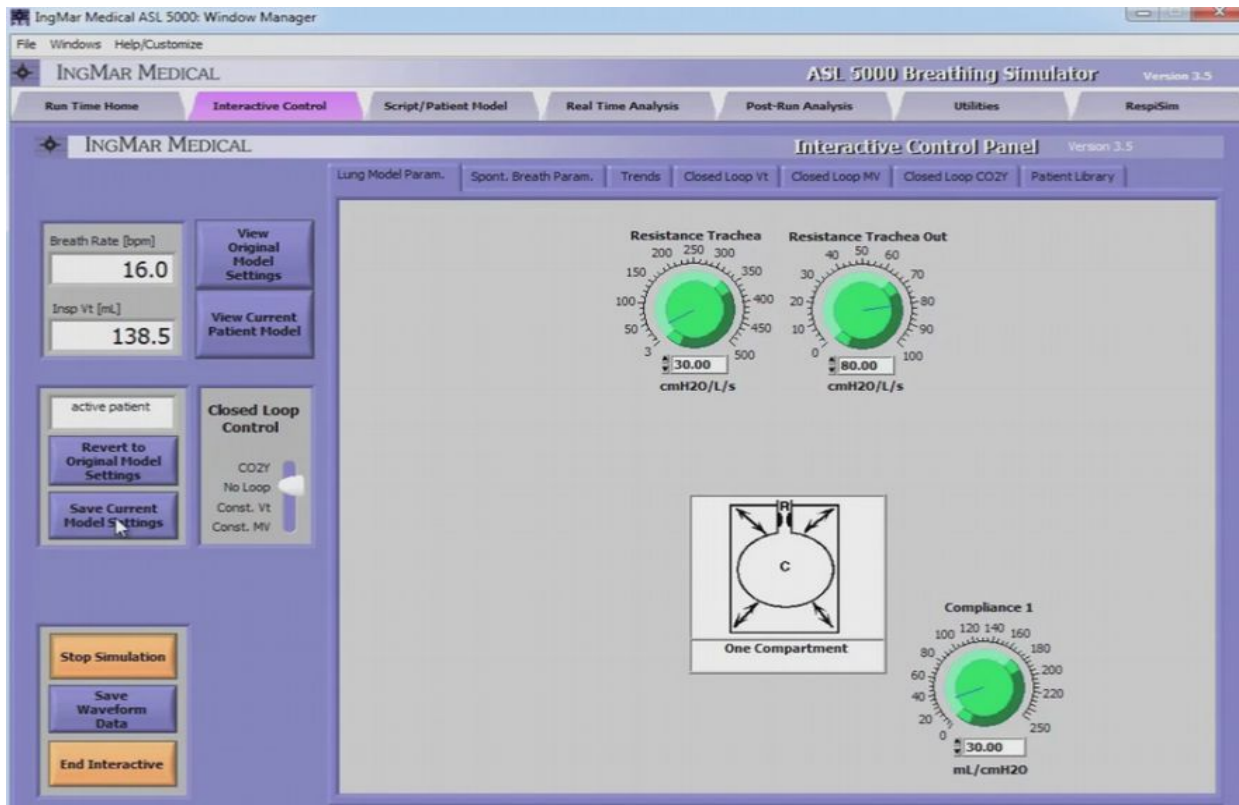 IngMar Medical ASL 5000: Window Manager
File Windows Help/Customize
INGMAR MEDICAL
ASL 5000 Breathing Simulator Version 3.5
Run Time Home Interactive Control Script/Patient Model Real Time Analysis Post-Run Analysis Utilities RespiSim
INGMAR MEDICAL
Interactive Control Panel Version 3.5
Lung Model Param. Spont. Breath Param. Trends Closed Loop Vt Closed Loop MV Closed Loop CO2Y Patient Library
Breath Rate [bpm]
16.0
Insp Vt [mL]
138.5
View
Original
Model
Settings
View Current
Patient Model
active patient
Revert to
Original Model
Settings
Save Current
Model Settings
Closed Loop
Control
CO2Y
No Loop
Const. Vt
Const. MV
Stop Simulation
Save
Waveform
Data
End Interactive
Resistance Trachea
3 50 100 150 200 250 300 350 400 450 500
30.00
cmH2O/L/s
Resistance Trachea Out
0 10 20 30 40 50 60 70 80 90 100
80.00
cmH2O/L/s
R
C
One Compartment
Compliance 1
0 20 40 60 80 100 120 140 160 180 200 220 250
30.00
mL/cmH2O